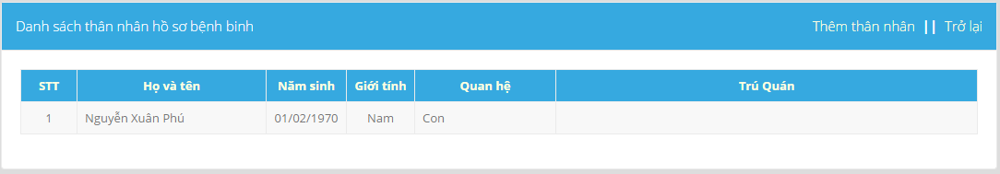 Danh sách thân nhân hồ sơ bệnh binh
Thêm thân nhân || Trở lại
STT Họ và tên Năm sinh Giới tính Quan hệ Trú Quán
1 Nguyễn Xuân Phú 01/02/1970 Nam Con